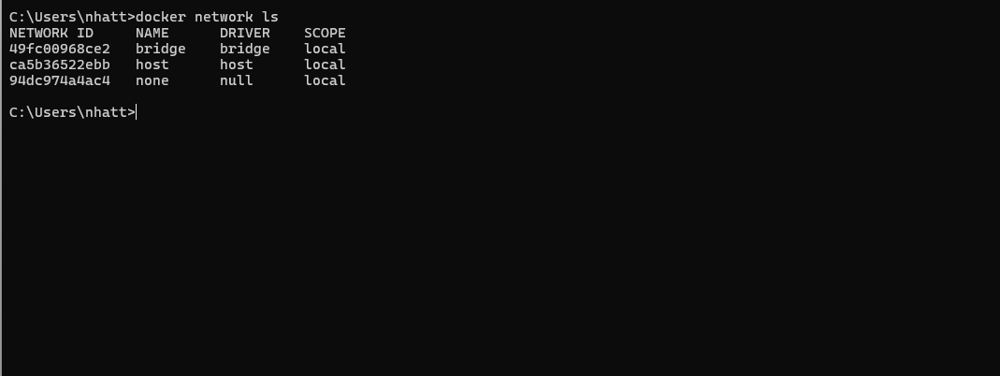 C:\Users\nhatt>docker network ls
NETWORK ID     NAME      DRIVER    SCOPE
49fc00968ce2   bridge    bridge    local
ca5b36522ebb   host      host      local
94dc974a4ac4   none      null      local
C:\Users\nhatt>